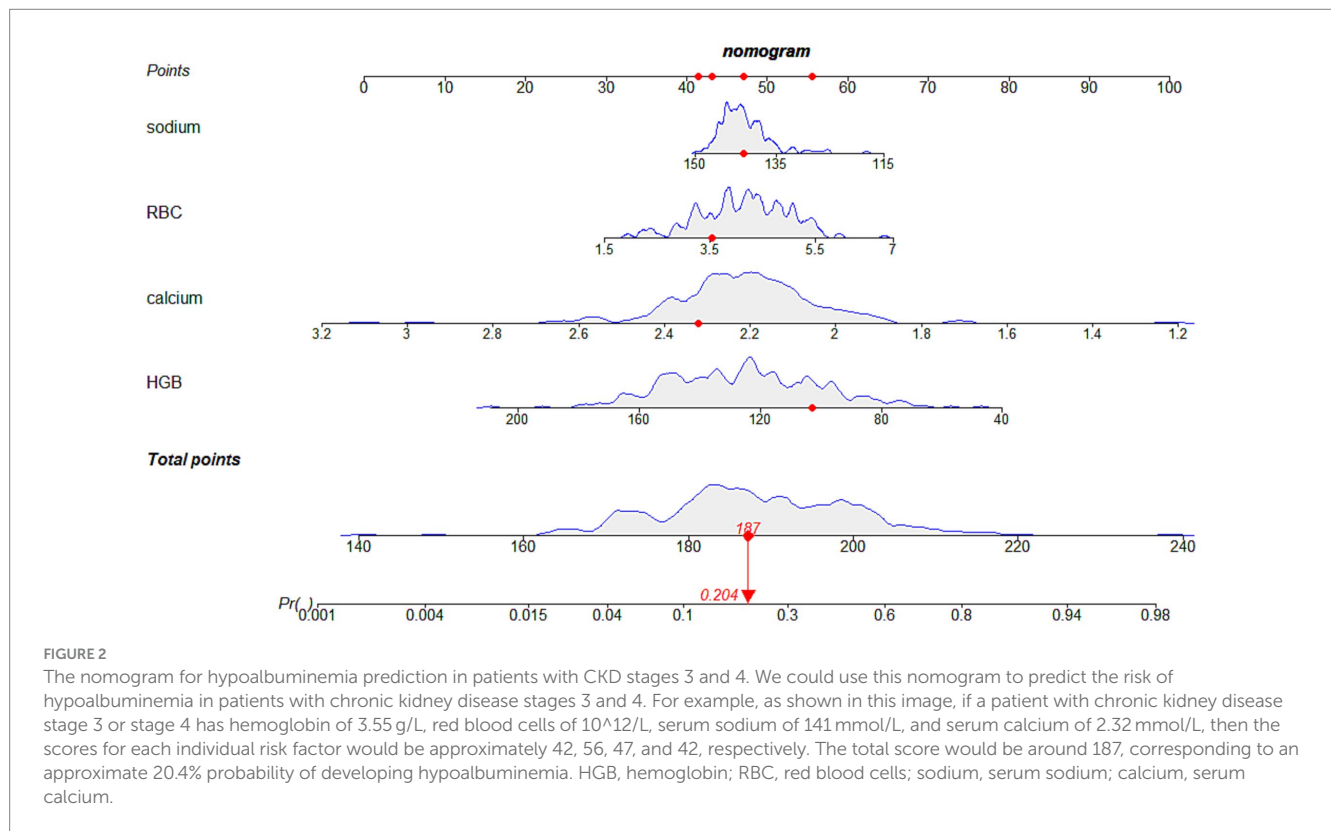 nomogram
Points
0 10 20 30 40 50 60 70 80 90 100
sodium
150 135 115
RBC
1.5 3.5 5.5 7
calcium
3.2 3 2.8 2.6 2.4 2.2 2 1.8 1.6 1.4 1.2
HGB
200 160 120 80 40
Total points
187
140 160 180 200 220 240
0.204
Pr( )
0.001 0.004 0.015 0.04 0.1 0.3 0.6 0.8 0.94 0.98
FIGURE 2
The nomogram for hypoalbuminemia prediction in patients with CKD stages 3 and 4. We could use this nomogram to predict the risk of
hypoalbuminemia in patients with chronic kidney disease stages 3 and 4. For example, as shown in this image, if a patient with chronic kidney disease
stage 3 or stage 4 has hemoglobin of 3.55 g/L, red blood cells of 10^12/L, serum sodium of 141 mmol/L, and serum calcium of 2.32 mmol/L, then the
scores for each individual risk factor would be approximately 42, 56, 47, and 42, respectively. The total score would be around 187, corresponding to an
approximate 20.4% probability of developing hypoalbuminemia. HGB, hemoglobin; RBC, red blood cells; sodium, serum sodium; calcium, serum
calcium.